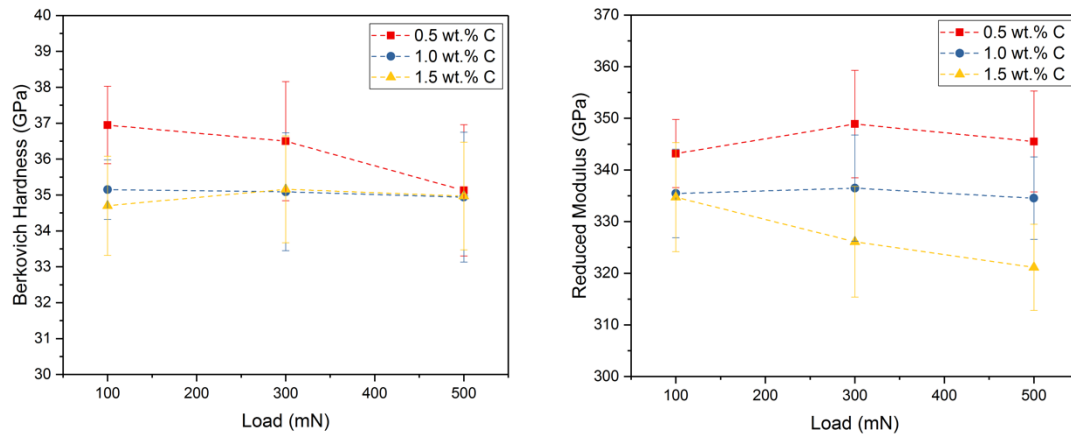 40
39
38
37
36
35
34
33
32
31
30
Berkovich Hardness (GPa)
0.5 wt.% C
1.0 wt.% C
1.5 wt.% C
100 200 300 400 500
Load (mN)
370
360
350
340
330
320
310
300
Reduced Modulus (GPa)
0.5 wt.% C
1.0 wt.% C
1.5 wt.% C
100 200 300 400 500
Load (mN)